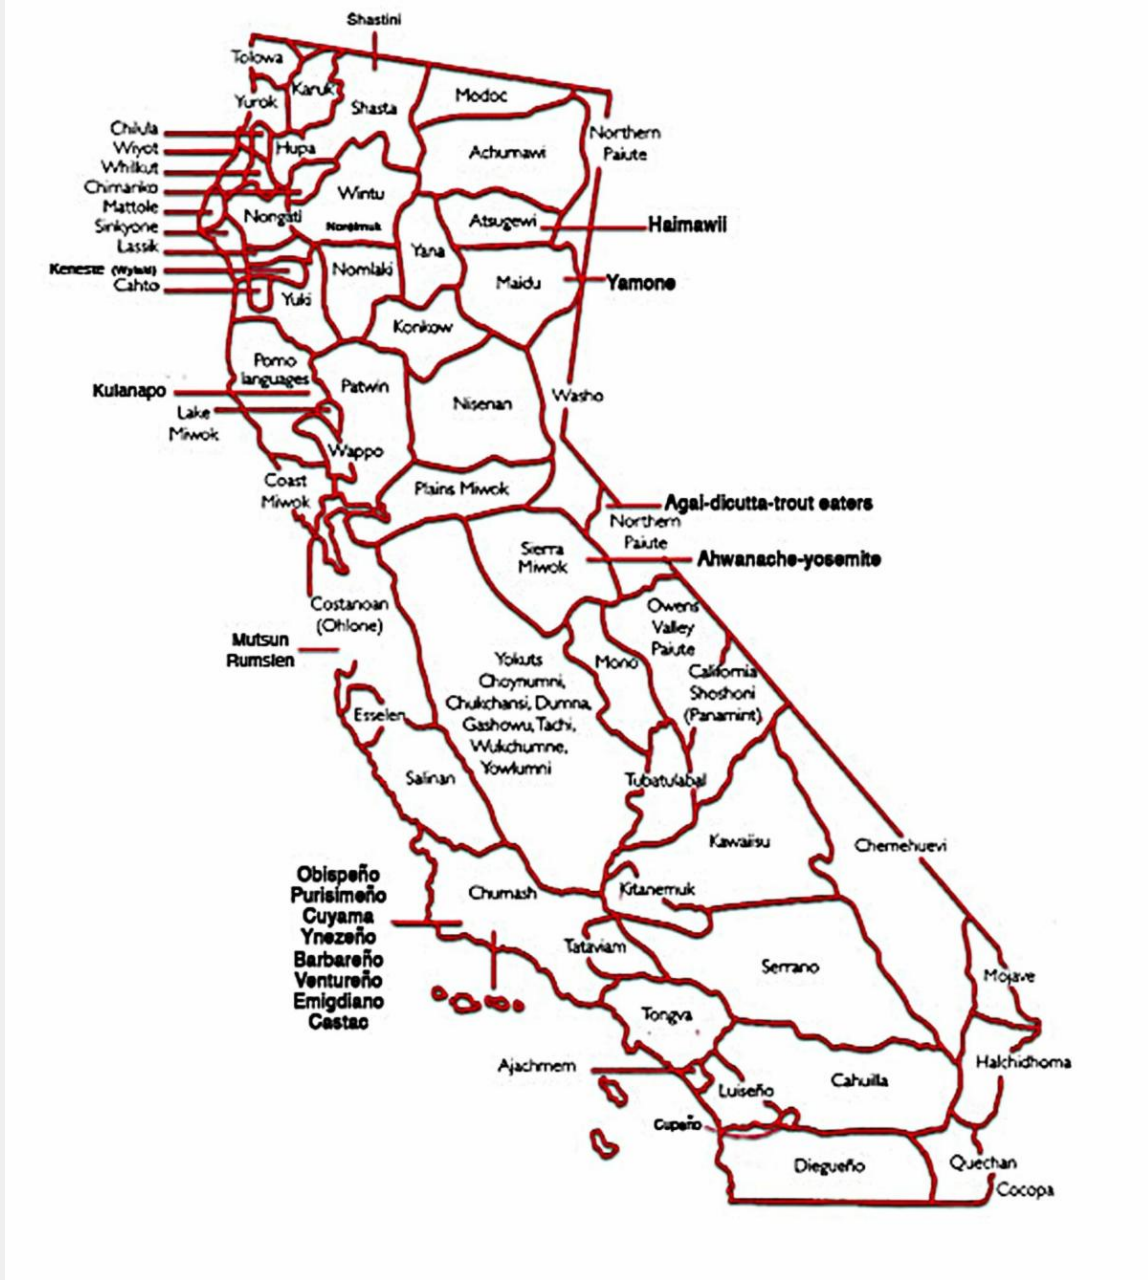 Shastini
Tolowa
Karuk
Modoc
Yurok
Shasta
Chilula
Northern
Paiute
Wiyot
Hupa
Achumawi
Whilkut
Chimariko
Wintu
Mattole
Nongatl
Atsugewi
Haimawii
Sinkyone
Norelmuk
Lassik
Yana
Keneste (Wylaki)
Nomlaki
Maidu
Yamone
Cahto
Yuki
Konkow
Pomo
languages
Kulanapo
Patwin
Washo
Nisenan
Lake
Miwok
Wappo
Coast
Miwok
Plains Miwok
Agai-dicutta-trout eaters
Northern
Paiute
Sierra
Miwok
Ahwanache-yosemite
Costanoan
(Ohlone)
Owens
Valley
Paiute
Mutsun
Rumsien
Yokuts
Choynumni,
Chukchansi, Dumna,
Gashowu, Tachi,
Wukchumne,
Yowlumni
Mono
California
Shoshoni
(Panamint)
Esselen
Salinan
Tubatulabal
Kawaiisu
Chemehuevi
Obispeño
Purisimeño
Cuyama
Ynezeño
Barbareño
Ventureño
Emigdiano
Castac
Chumash
Kitanemuk
Tataviam
Serrano
Mojave
Tongva
Ajachmem
Halchidhoma
Luiseño
Cahuilla
Cupeño
Diegueño
Quechan
Cocopa